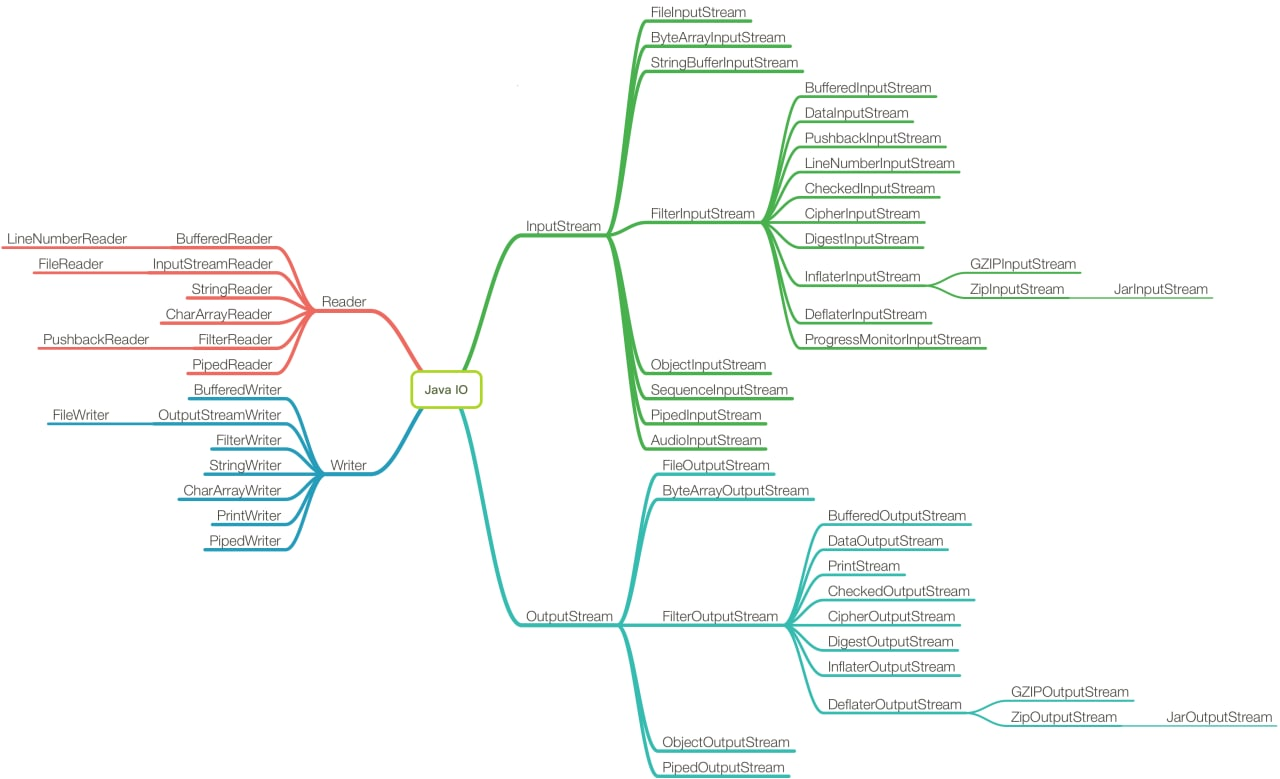 Java IO
Reader
BufferedReader
LineNumberReader
InputStreamReader
FileReader
StringReader
CharArrayReader
FilterReader
PushbackReader
PipedReader
Writer
BufferedWriter
OutputStreamWriter
FileWriter
FilterWriter
StringWriter
CharArrayWriter
PrintWriter
PipedWriter
InputStream
FileInputStream
ByteArrayInputStream
StringBufferInputStream
FilterInputStream
BufferedInputStream
DataInputStream
PushbackInputStream
LineNumberInputStream
CheckedInputStream
CipherInputStream
DigestInputStream
InflaterInputStream
GZIPInputStream
ZipInputStream
JarInputStream
DeflaterInputStream
ProgressMonitorInputStream
ObjectInputStream
SequenceInputStream
PipedInputStream
AudioInputStream
OutputStream
FileOutputStream
ByteArrayOutputStream
FilterOutputStream
BufferedOutputStream
DataOutputStream
PrintStream
CheckedOutputStream
CipherOutputStream
DigestOutputStream
InflaterOutputStream
DeflaterOutputStream
GZIPOutputStream
ZipOutputStream
JarOutputStream
ObjectOutputStream
PipedOutputStream